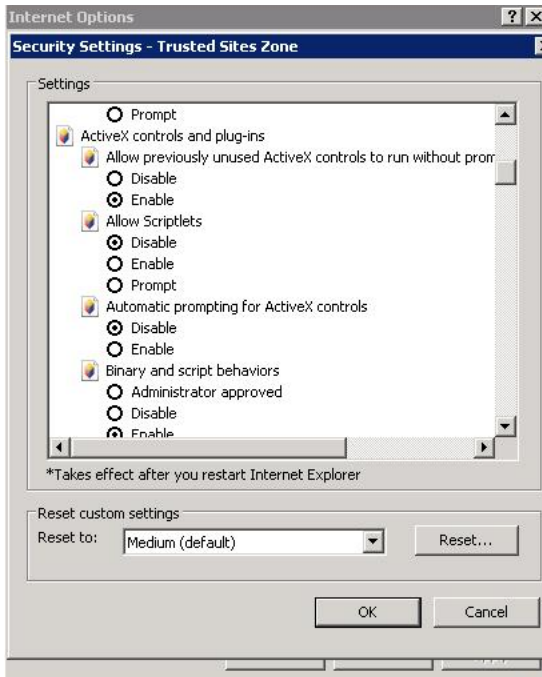 Internet Options
Security Settings - Trusted Sites Zone
Settings
Prompt
ActiveX controls and plug-ins
Allow previously unused ActiveX controls to run without prom
Disable
Enable
Allow Scriptlets
Disable
Enable
Prompt
Automatic prompting for ActiveX controls
Disable
Enable
Binary and script behaviors
Administrator approved
Disable
Enable
*Takes effect after you restart Internet Explorer
Reset custom settings
Reset to: Medium (default) Reset...
OK Cancel